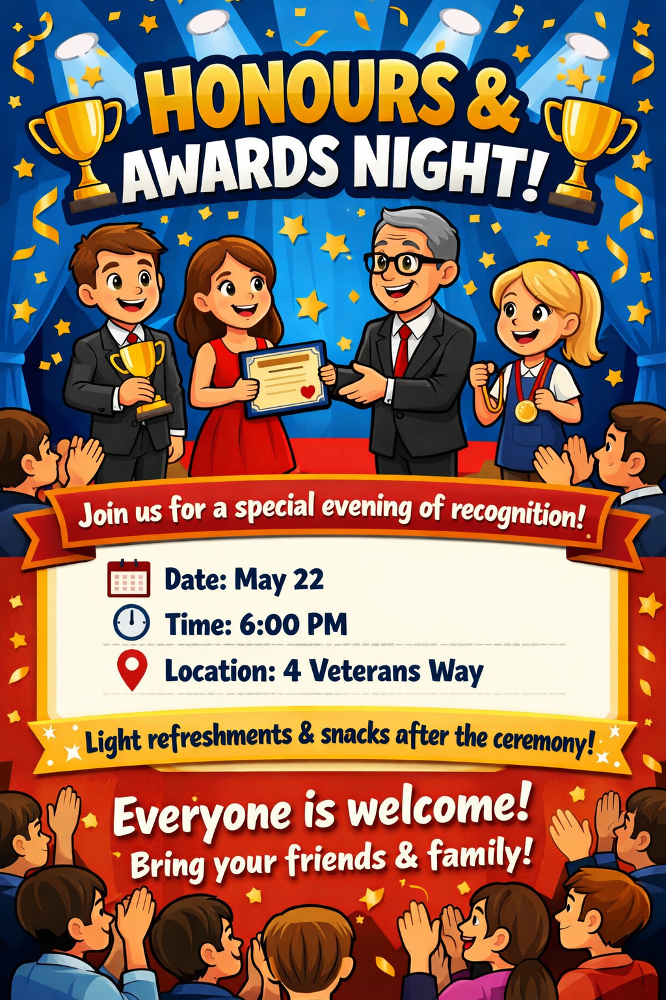 HONOURS &
AWARDS NIGHT!
Join us for a special evening of recognition!
Date: May 22
Time: 6:00 PM
Location: 4 Veterans Way
Light refreshments & snacks after the ceremony!
Everyone is welcome!
Bring your friends & family!